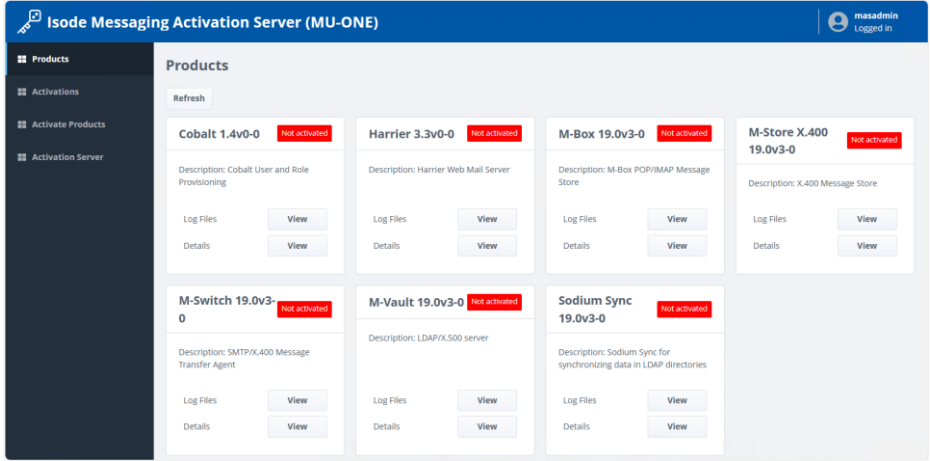 Isode Messaging Activation Server (MU-ONE)
masadmin
Logged in
Products
Activations
Activate Products
Activation Server
Products
Refresh
Cobalt 1.4v0-0
Not activated
Description: Cobalt User and Role
Provisioning
Log Files
View
Details
View
Harrier 3.3v0-0
Not activated
Description: Harrier Web Mail Server
Log Files
View
Details
View
M-Box 19.0v3-0
Not activated
Description: M-Box POP/IMAP Message
Store
Log Files
View
Details
View
M-Store X.400
19.0v3-0
Not activated
Description: X.400 Message Store
Log Files
View
Details
View
M-Switch 19.0v3-
0
Not activated
Description: SMTP/X.400 Message
Transfer Agent
Log Files
View
Details
View
M-Vault 19.0v3-0
Not activated
Description: LDAP/X.500 server
Log Files
View
Details
View
Sodium Sync
19.0v3-0
Not activated
Description: Sodium Sync for
synchronizing data in LDAP directories
Log Files
View
Details
View